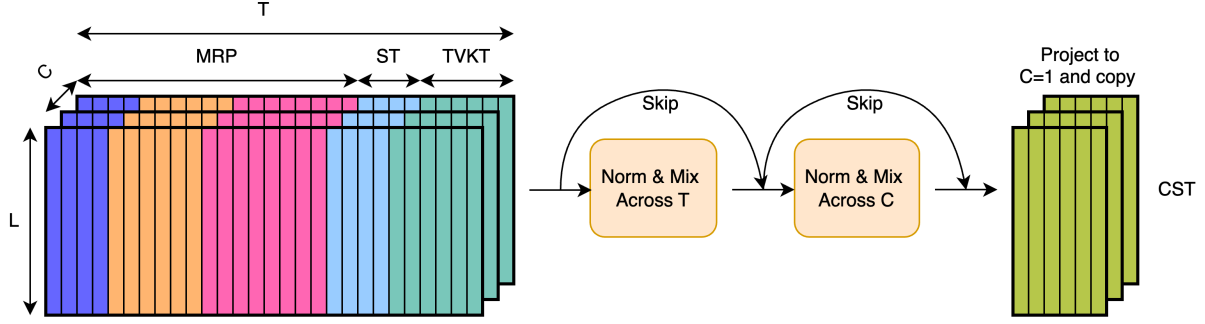 T
MRP
ST
TVKT
C
L
Skip
Skip
Norm & Mix
Across T
Norm & Mix
Across C
Project to
C=1 and copy
CST